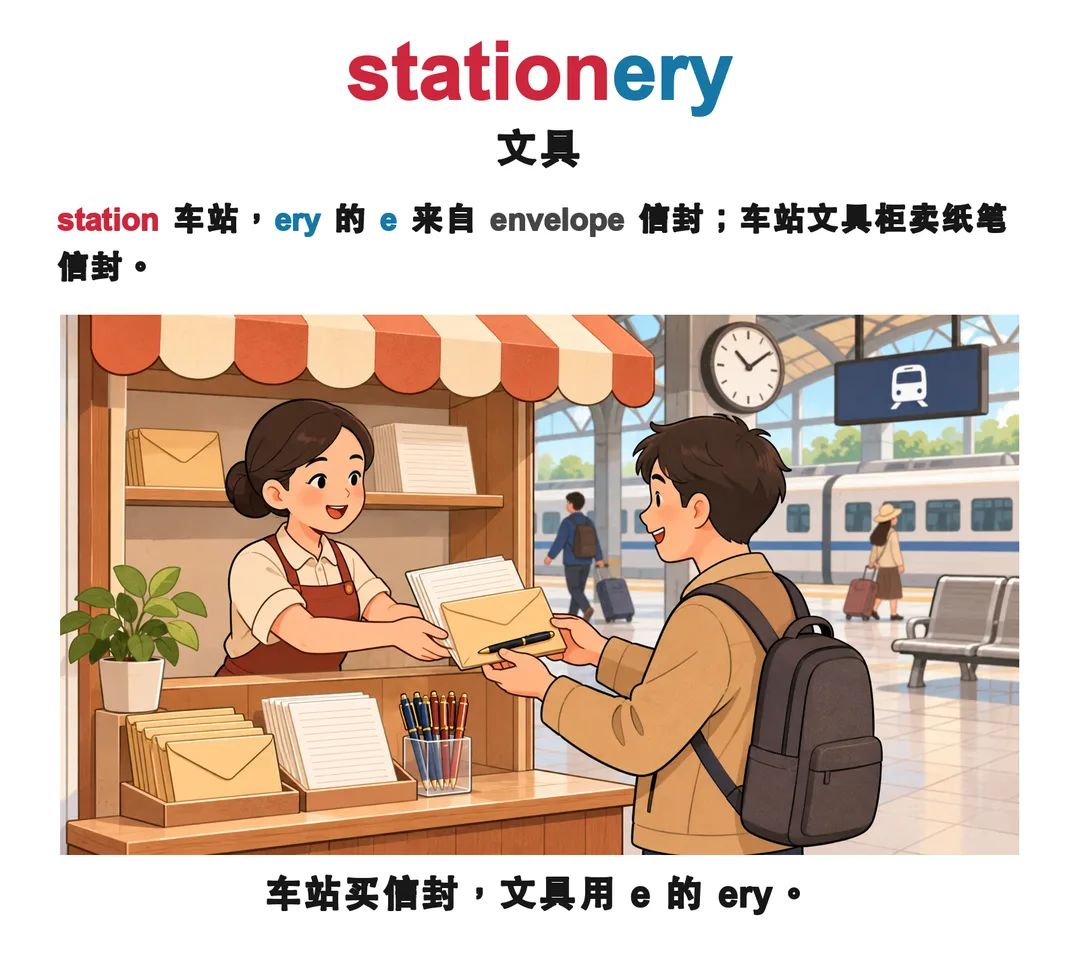 stationery
文具
station 车站，ery 的 e 来自 envelope 信封；车站文具柜卖纸笔
信封。
车站买信封，文具用 e 的 ery。